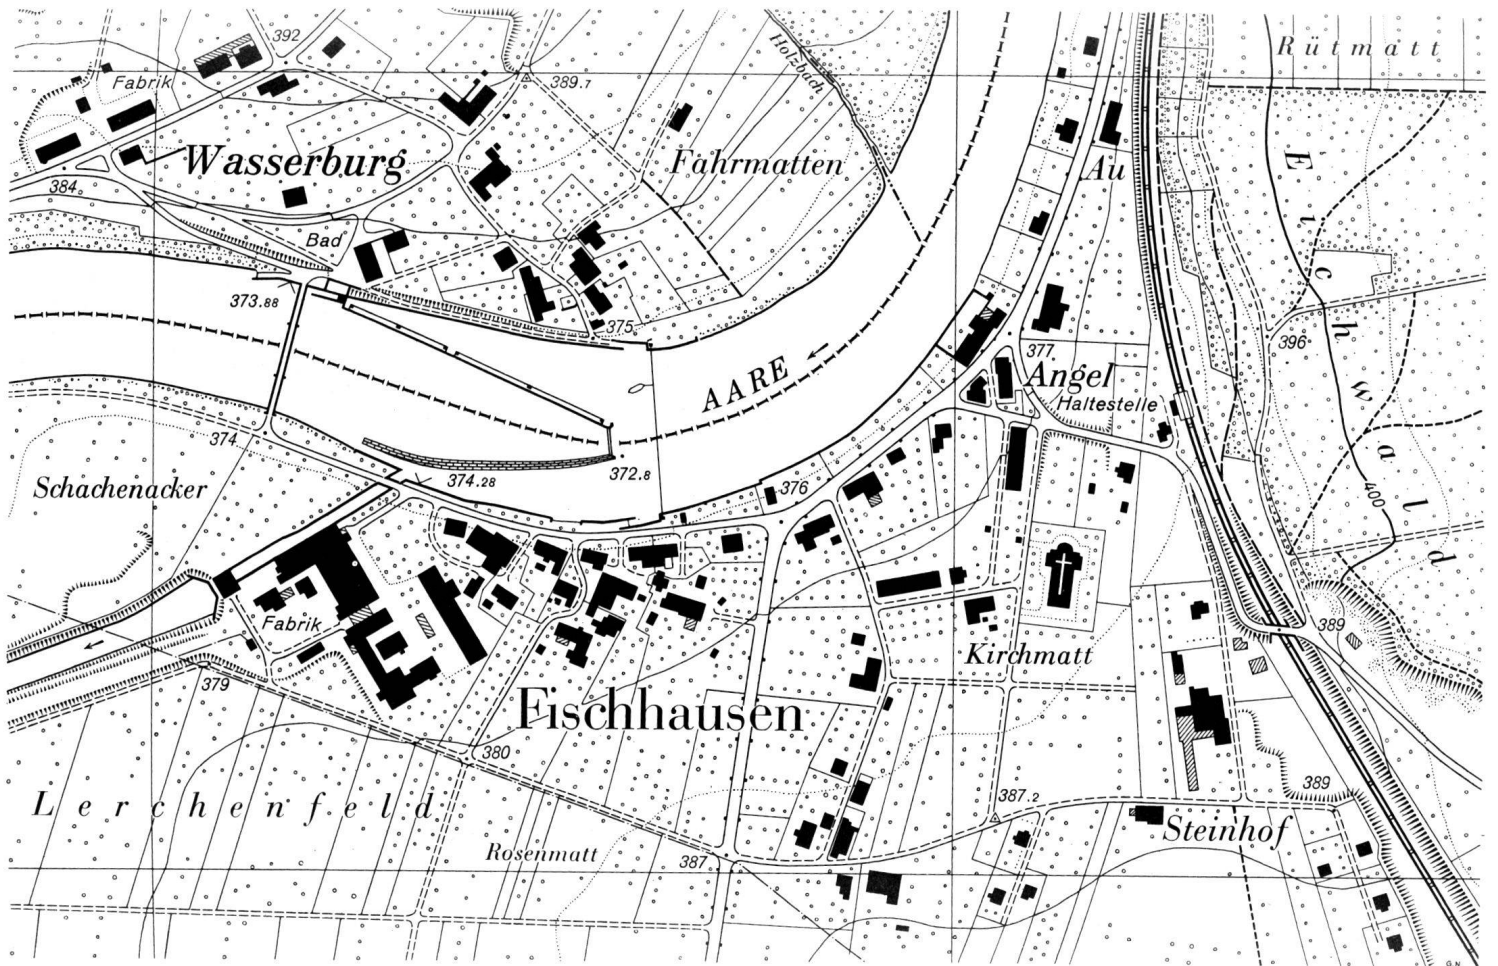 392
Rütmatt
Holzbach
Fabrik
389.7
Wasserburg
Fahrmatten
Au
384
Bad
Eichwald
373.88
375
AARE
377
396
Angel
Haltestelle
374
Schachenacker
374.28
372.8
376
400
Fabrik
389
Kirchmatt
379
Fischhausen
380
Lerchenfeld
389
387.2
Steinhof
Rosenmatt
387
G.N.